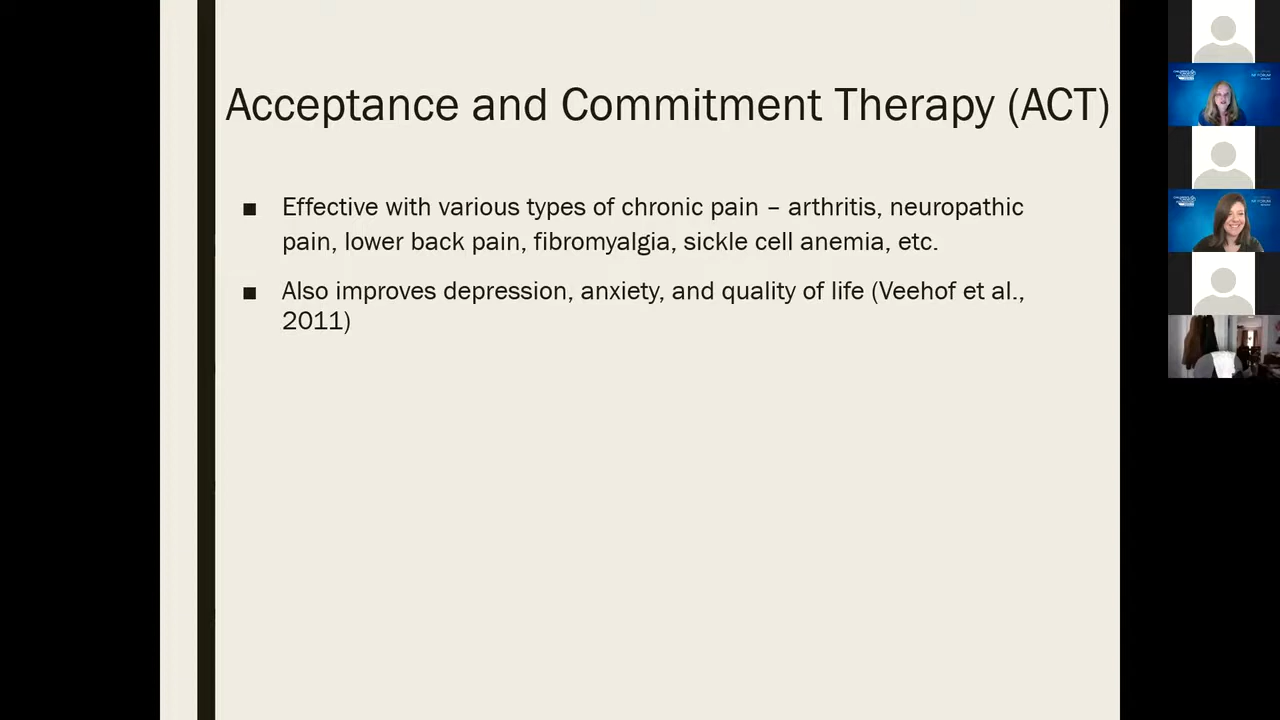 Acceptance and Commitment Therapy (ACT)
■ Effective with various types of chronic pain – arthritis, neuropathic
pain, lower back pain, fibromyalgia, sickle cell anemia, etc.
■ Also improves depression, anxiety, and quality of life (Veehof et al.,
2011)